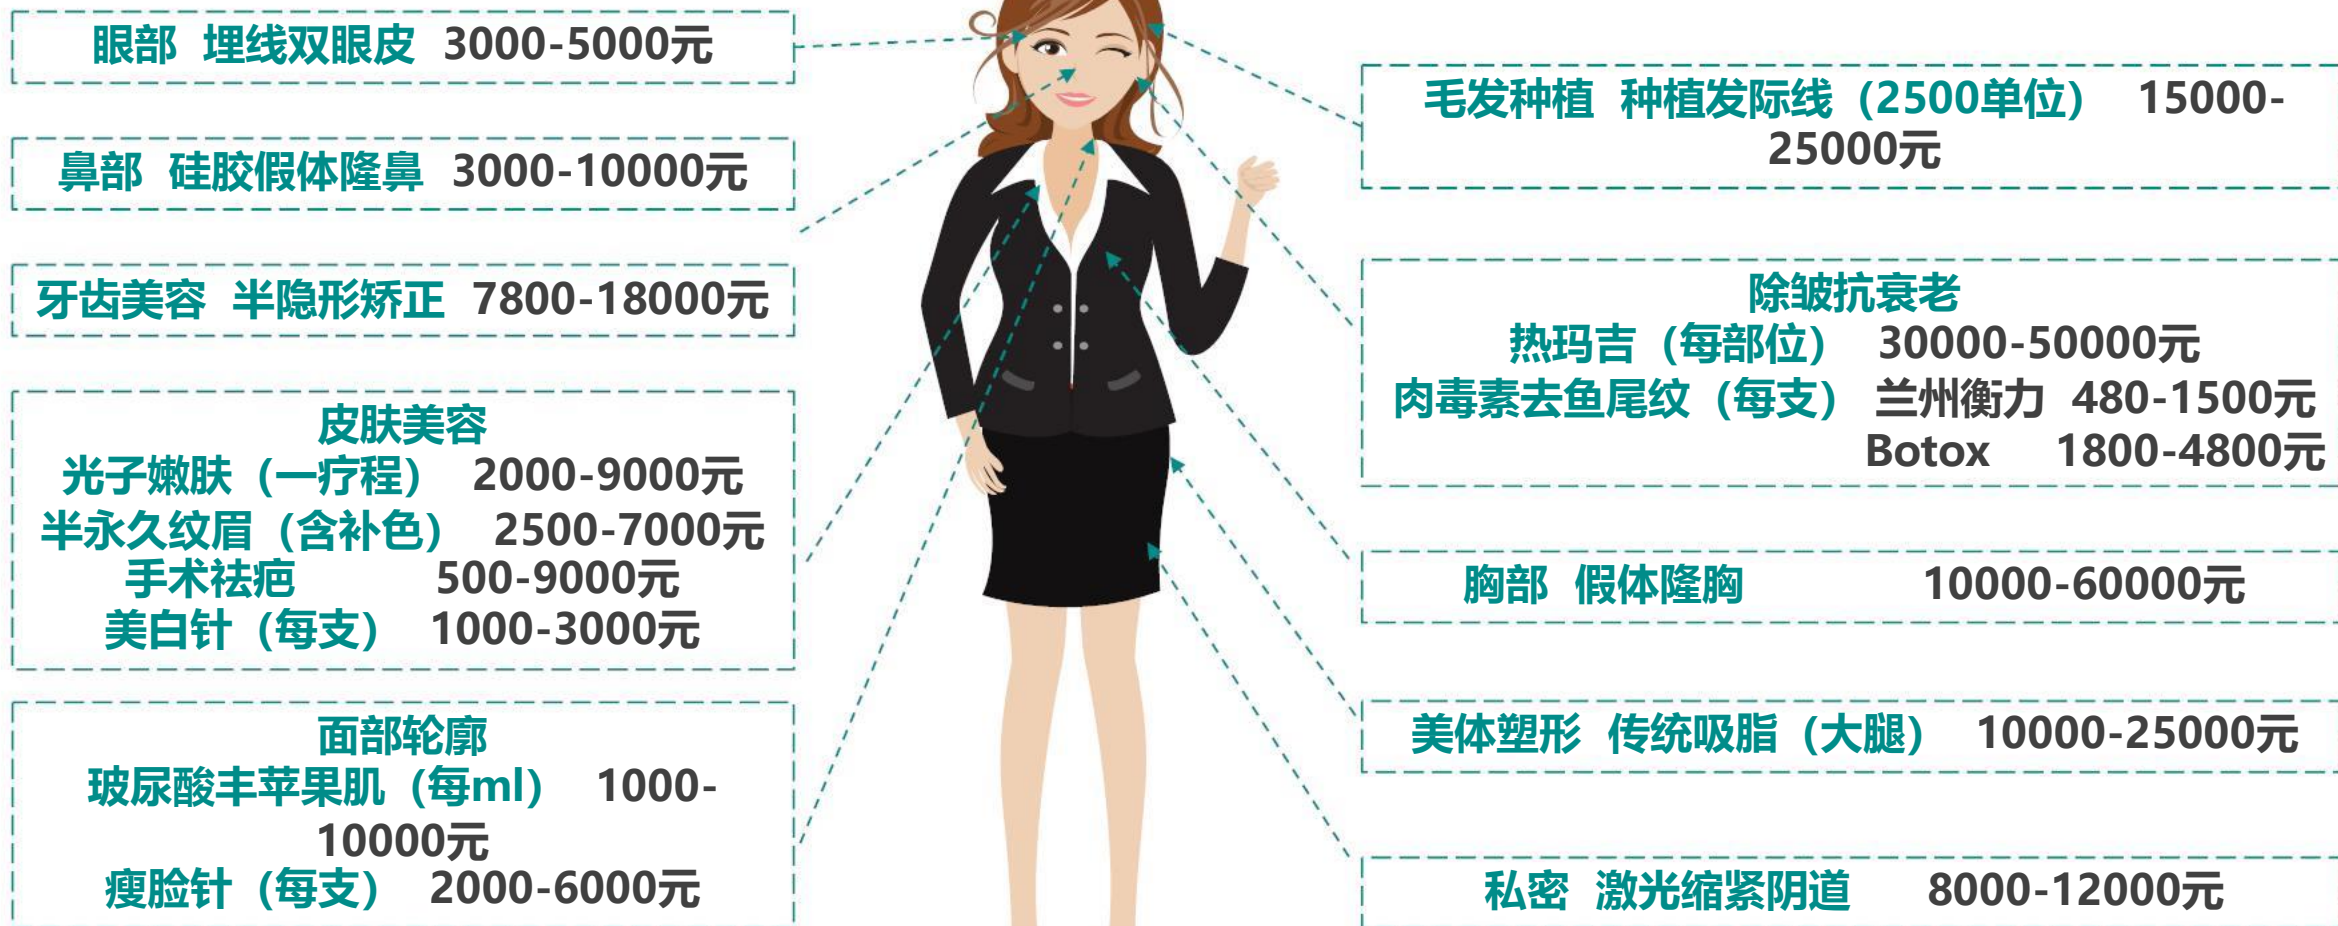 眼部 埋线双眼皮 3000-5000元
鼻部 硅胶假体隆鼻 3000-10000元
牙齿美容 半隐形矫正 7800-18000元
皮肤美容
光子嫩肤（一疗程） 2000-9000元
半永久纹眉（含补色） 2500-7000元
手术祛疤 500-9000元
美白针（每支） 1000-3000元
面部轮廓
玻尿酸丰苹果肌（每ml） 1000-
10000元
瘦脸针（每支） 2000-6000元
毛发种植 种植发际线（2500单位） 15000-
25000元
除皱抗衰老
热玛吉（每部位） 30000-50000元
肉毒素去鱼尾纹（每支） 兰州衡力 480-1500元
Botox 1800-4800元
胸部 假体隆胸 10000-60000元
美体塑形 传统吸脂（大腿） 10000-25000元
私密 激光缩紧阴道 8000-12000元